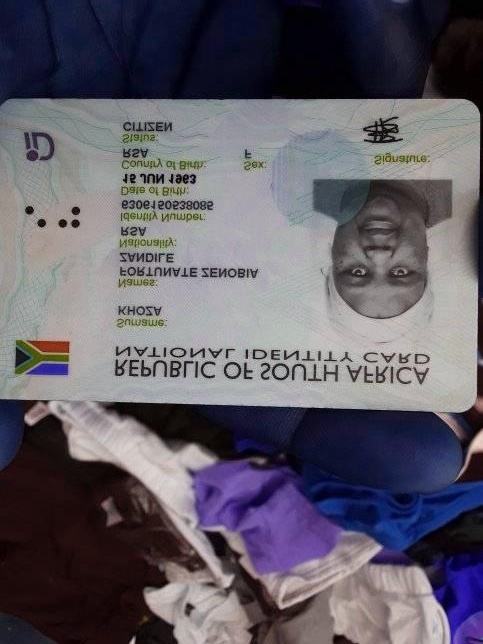 REPUBLIC OF SOUTH AFRICA
NATIONAL IDENTITY CARD
Surname:
KHOZA
Names:
FORTUNATE ZENOBIA
ZANDILE
Nationality:
RSA
Identity Number:
6306150538085
Date of Birth:
15 JUN 1963
Country of Birth:
RSA
Sex:
F
Status:
CITIZEN
Signature:
iD